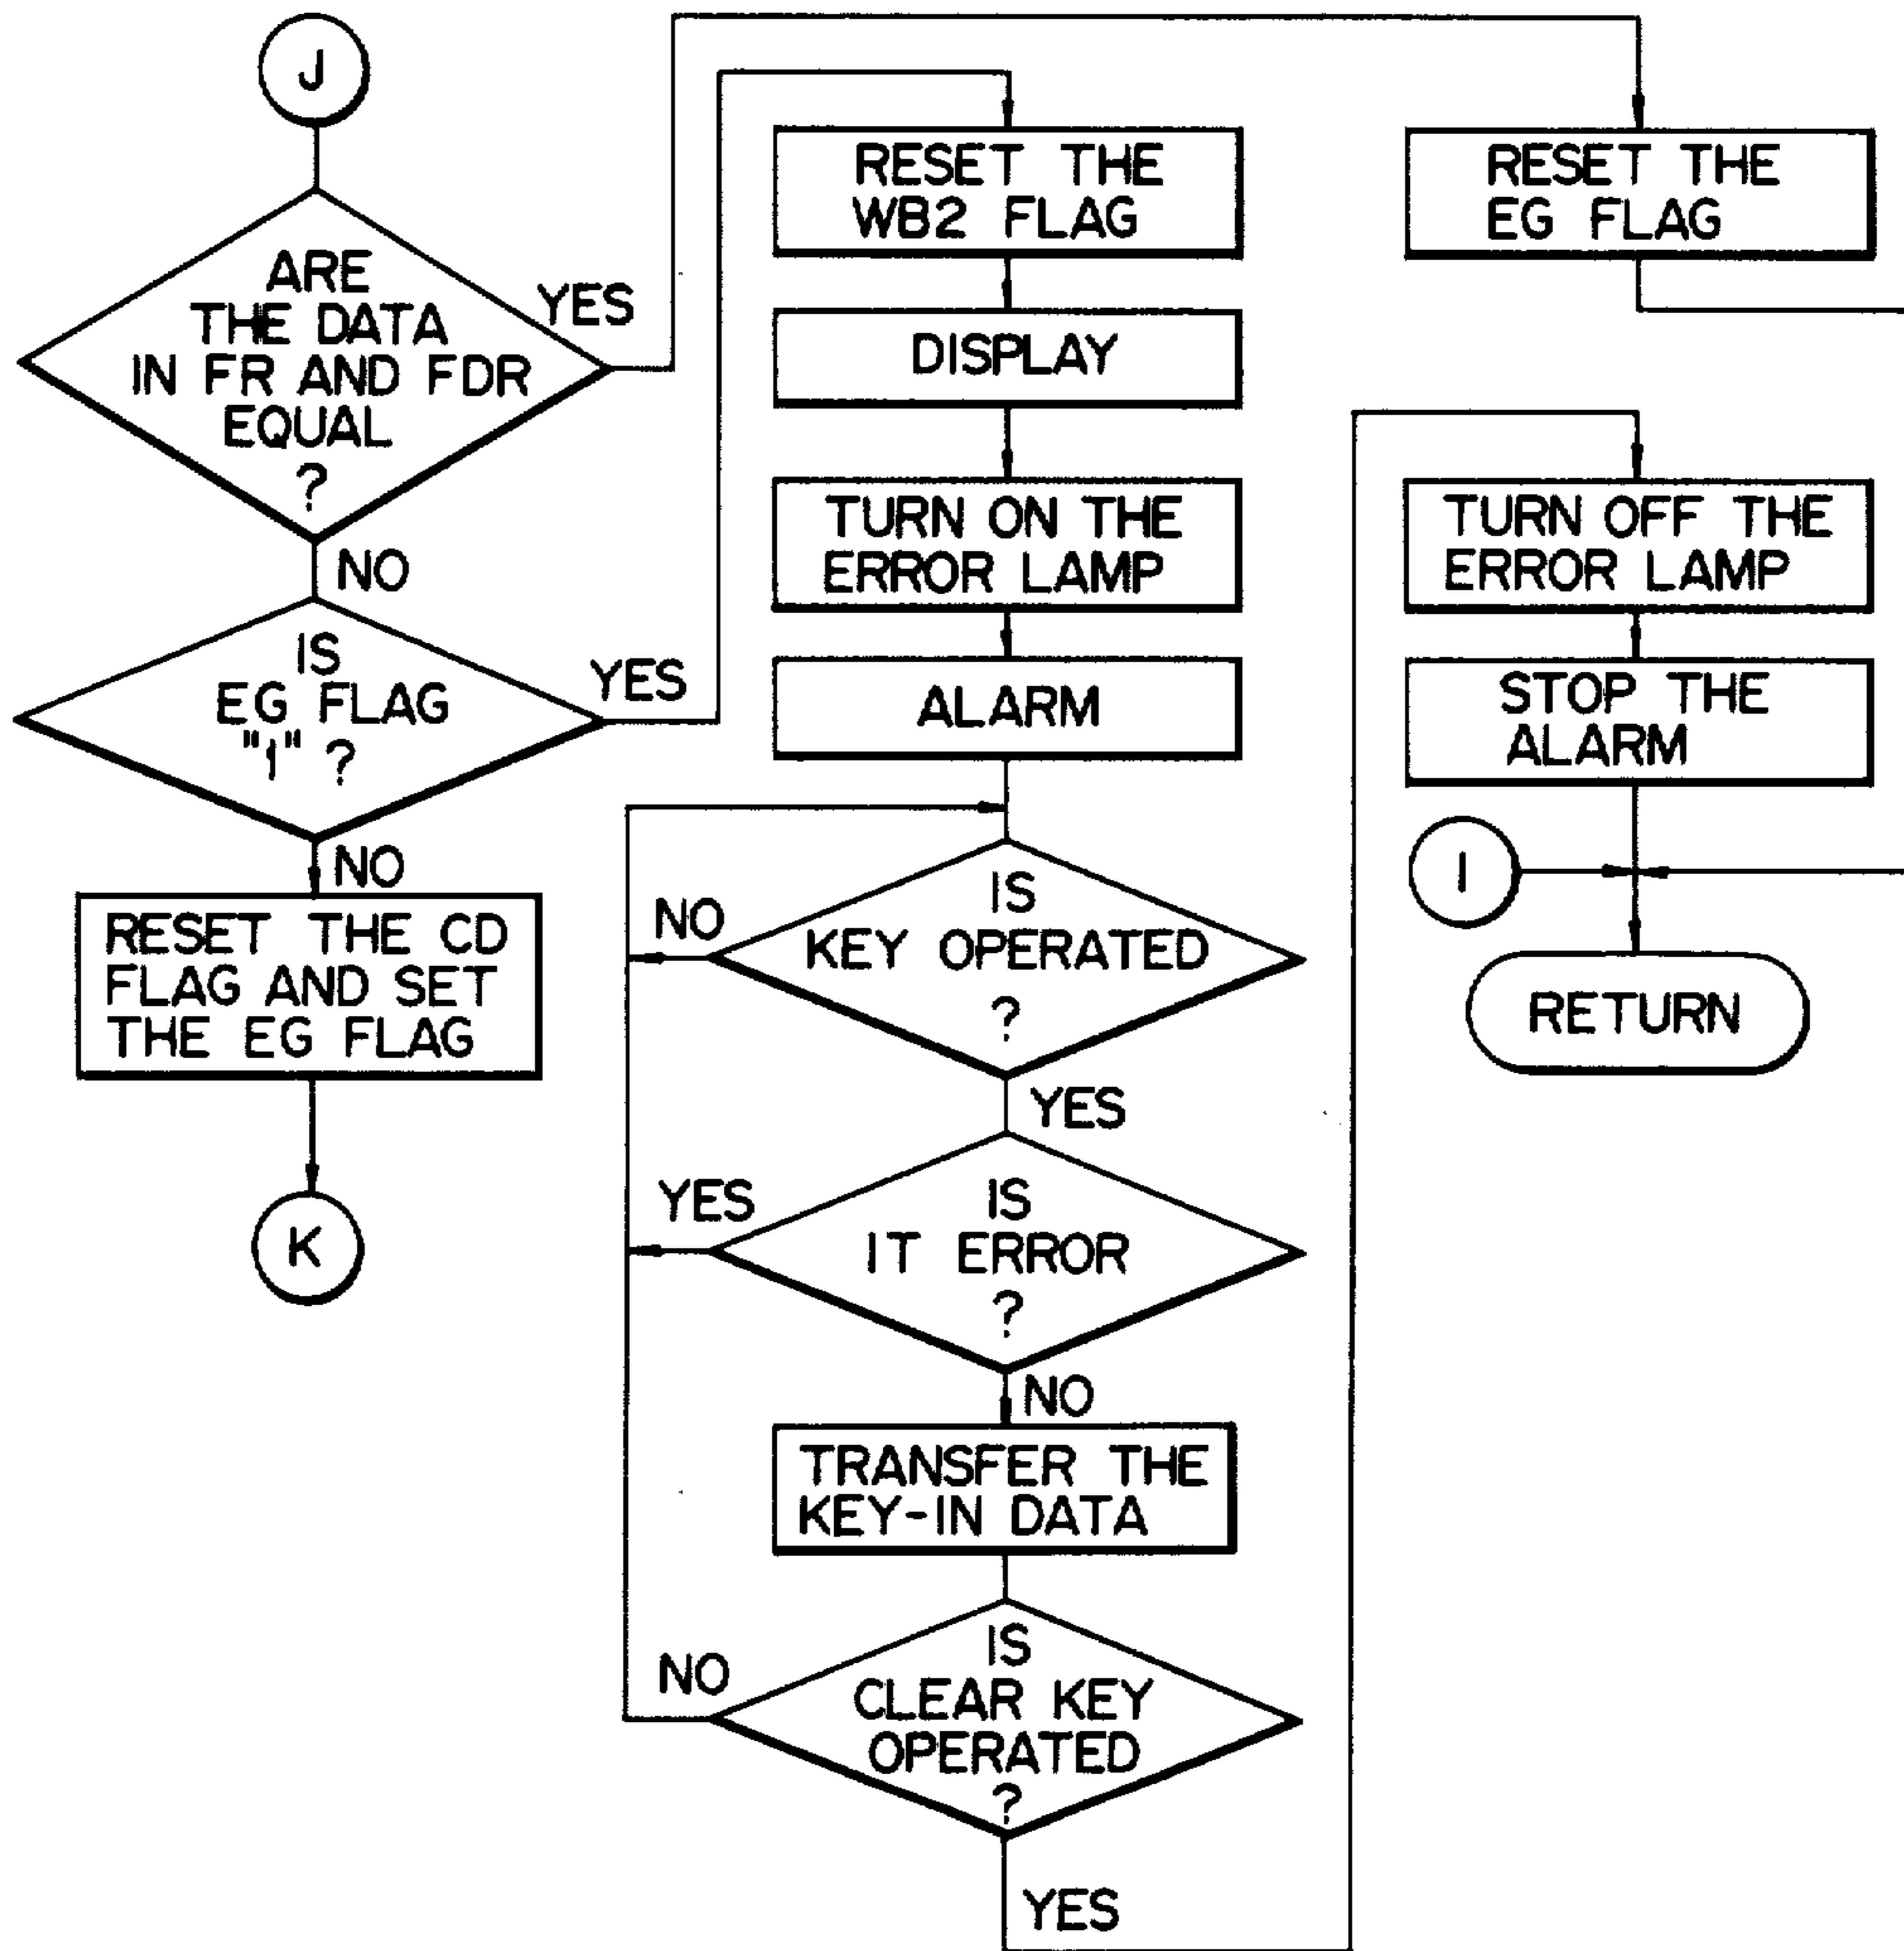 J
ARE
THE DATA
IN FR AND FDR
EQUAL
?
YES
NO
IS
EG FLAG
"1" ?
YES
NO
RESET THE CD
FLAG AND SET
THE EG FLAG
K
RESET THE
WB2 FLAG
DISPLAY
TURN ON THE
ERROR LAMP
ALARM
IS
KEY OPERATED
?
NO
YES
IS
IT ERROR
?
YES
NO
TRANSFER THE
KEY-IN DATA
IS
CLEAR KEY
OPERATED
?
NO
YES
RESET THE
EG FLAG
TURN OFF THE
ERROR LAMP
STOP THE
ALARM
I
RETURN